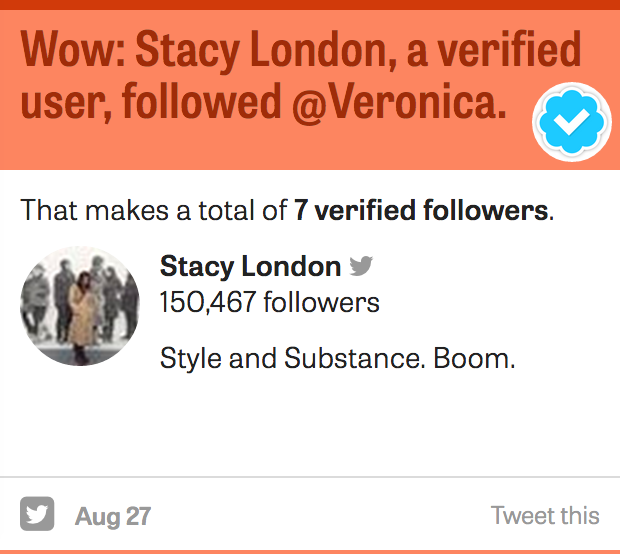 Wow: Stacy London, a verified
user, followed @Veronica.
That makes a total of 7 verified followers.
Stacy London
150,467 followers
Style and Substance. Boom.
Aug 27
Tweet this